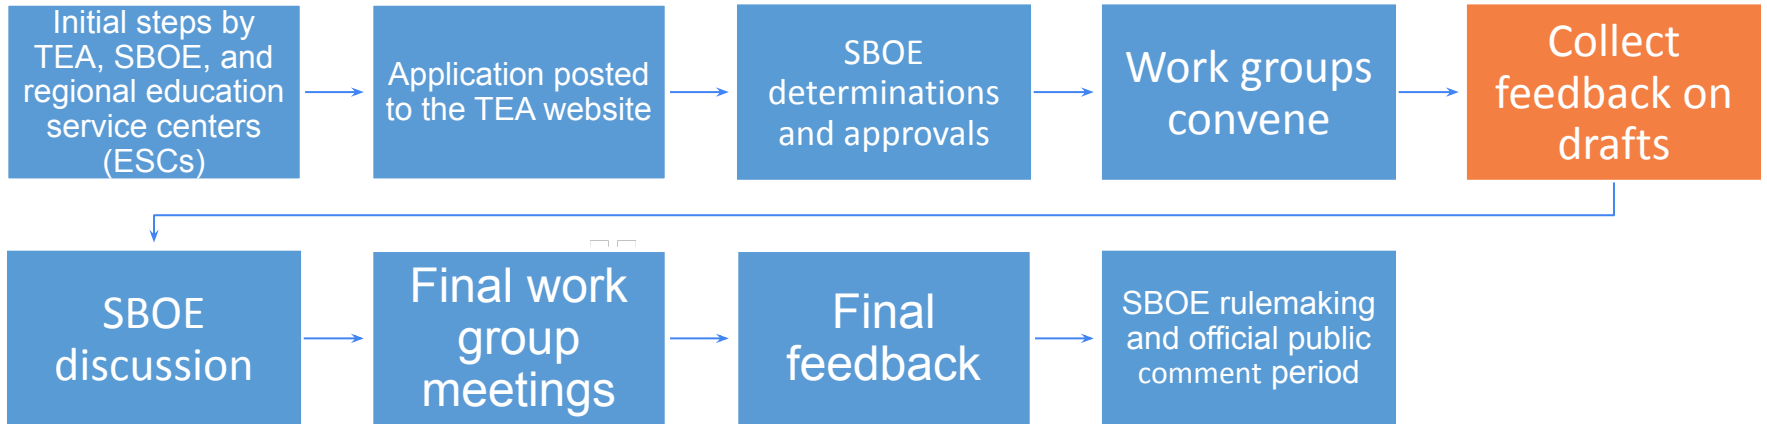 Initial steps by
TEA, SBOE, and
regional education
service centers
(ESCs)
Application posted
to the TEA website
SBOE
determinations
and approvals
Work groups
convene
Collect
feedback on
drafts
SBOE
discussion
Final work
group
meetings
Final
feedback
SBOE rulemaking
and official public
comment period